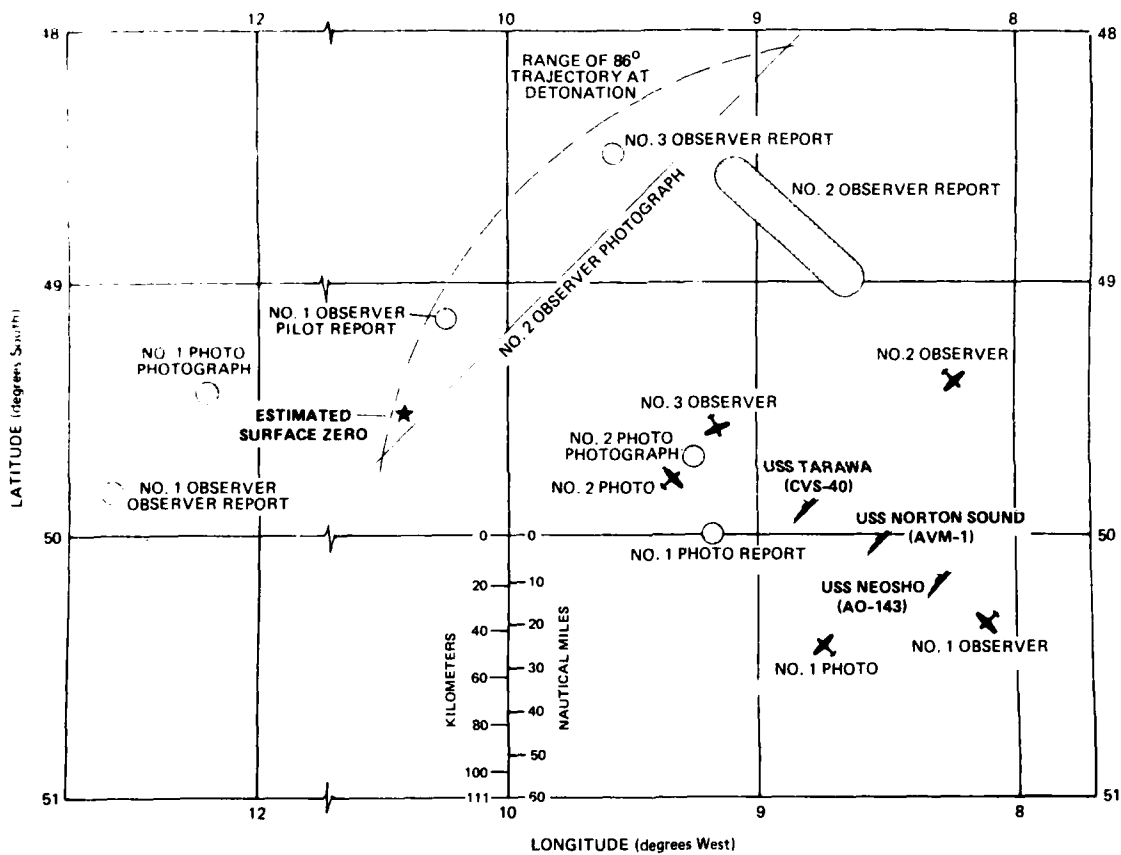 12
10
9
8
48
48
RANGE OF 86°
TRAJECTORY AT
DETONATION
NO. 3 OBSERVER REPORT
NO. 2 OBSERVER REPORT
NO. 2 OBSERVER PHOTOGRAPH
49
49
NO. 1 OBSERVER
PILOT REPORT
NO. 1 PHOTO
PHOTOGRAPH
NO.2 OBSERVER
ESTIMATED
SURFACE ZERO
NO. 3 OBSERVER
NO. 2 PHOTO
PHOTOGRAPH
NO. 2 PHOTO
USS TARAWA
(CVS-40)
NO. 1 OBSERVER
OBSERVER REPORT
USS NORTON SOUND
(AVM-1)
50
50
NO. 1 PHOTO REPORT
USS NEOSHO
(AO-143)
NO. 1 OBSERVER
NO. 1 PHOTO
0
20
40
60
80
100
111
KILOMETERS
0
10
20
30
40
50
60
NAUTICAL MILES
51
51
12
10
9
8
LATITUDE (degrees South)
LONGITUDE (degrees West)